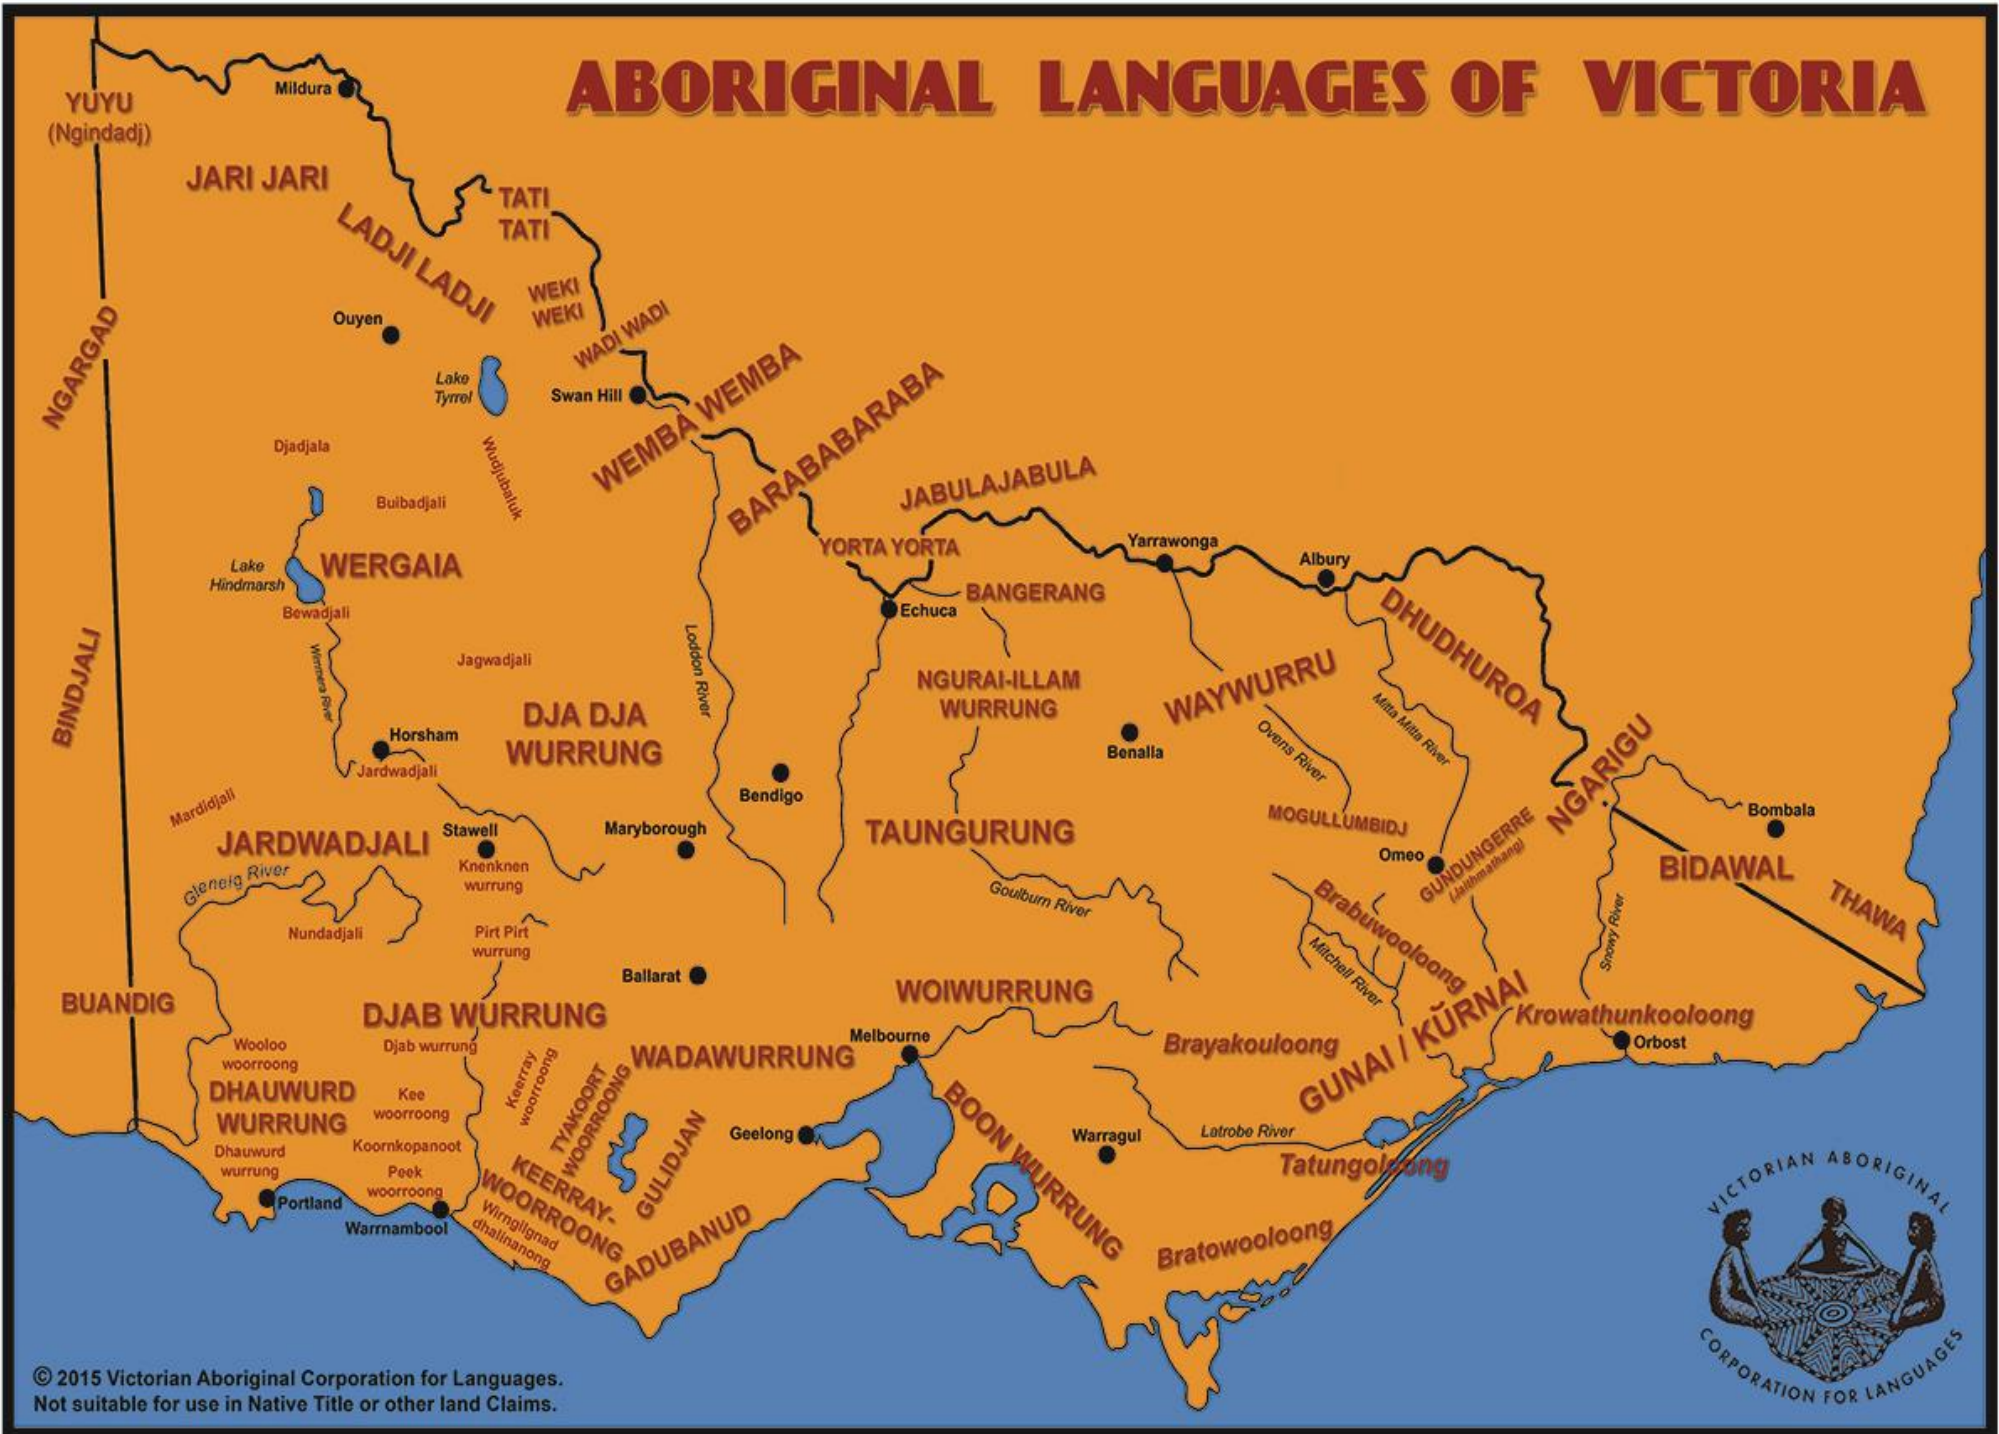 ABORIGINAL LANGUAGES OF VICTORIA
Mildura
YUYU
(Ngindadj)
JARI JARI
TATI
TATI
LADJI LADJI
WEKI
WEKI
WADI WADI
Ouyen
NGARGAD
Lake
Tyrrel
Swan Hill
WEMBA WEMBA
BARABABARABA
Djadjala
Wudjubaluk
Buibadjali
JABULAJABULA
YORTA YORTA
Yarrawonga
Albury
Lake
Hindmarsh
WERGAIA
Bewadjali
BANGERANG
Echuca
DHUDHUROA
BINDJALI
Wimmera River
Jagwadjali
Loddon River
NGURAI-ILLAM
WURRUNG
WAYWURRU
Mitta Mitta River
DJA DJA
WURRUNG
Horsham
Jardwadjali
Benalla
Ovens River
NGARIGU
Bendigo
Mardidjali
JARDWADJALI
Stawell
Maryborough
TAUNGURUNG
MOGULLUMBIDJ
Omeo
GUNDUNGERRE
(Jaithmathang)
Bombala
BIDAWAL
THAWA
Knenknen
wurrung
Glenelg River
Goulburn River
Brabuwooloong
Nundadjali
Pirt Pirt
wurrung
Mitchell River
Snowy River
Ballarat
BUANDIG
DJAB WURRUNG
WOIWURRUNG
Krowathunkooloong
Orbost
Wooloo
woorroong
Djab wurrung
Keerray
woorroong
WADAWURRUNG
Melbourne
Brayakouloong
GUNAI / KŬRNAI
DHAUWURD
WURRUNG
Kee
woorroong
TYAKOORT
WOORROONG
GULIDJAN
Geelong
BOON WURRUNG
Warragul
Latrobe River
Dhauwurd
wurrung
Koornkopanoot
Peek
woorroong
KEERRAY-
WOORROONG
Tatungoloong
Portland
Warrnambool
Wirngilgnad
dhalinanong
GADUBANUD
Bratowooloong
VICTORIAN ABORIGINAL
CORPORATION FOR LANGUAGES
© 2015 Victorian Aboriginal Corporation for Languages.
Not suitable for use in Native Title or other land Claims.